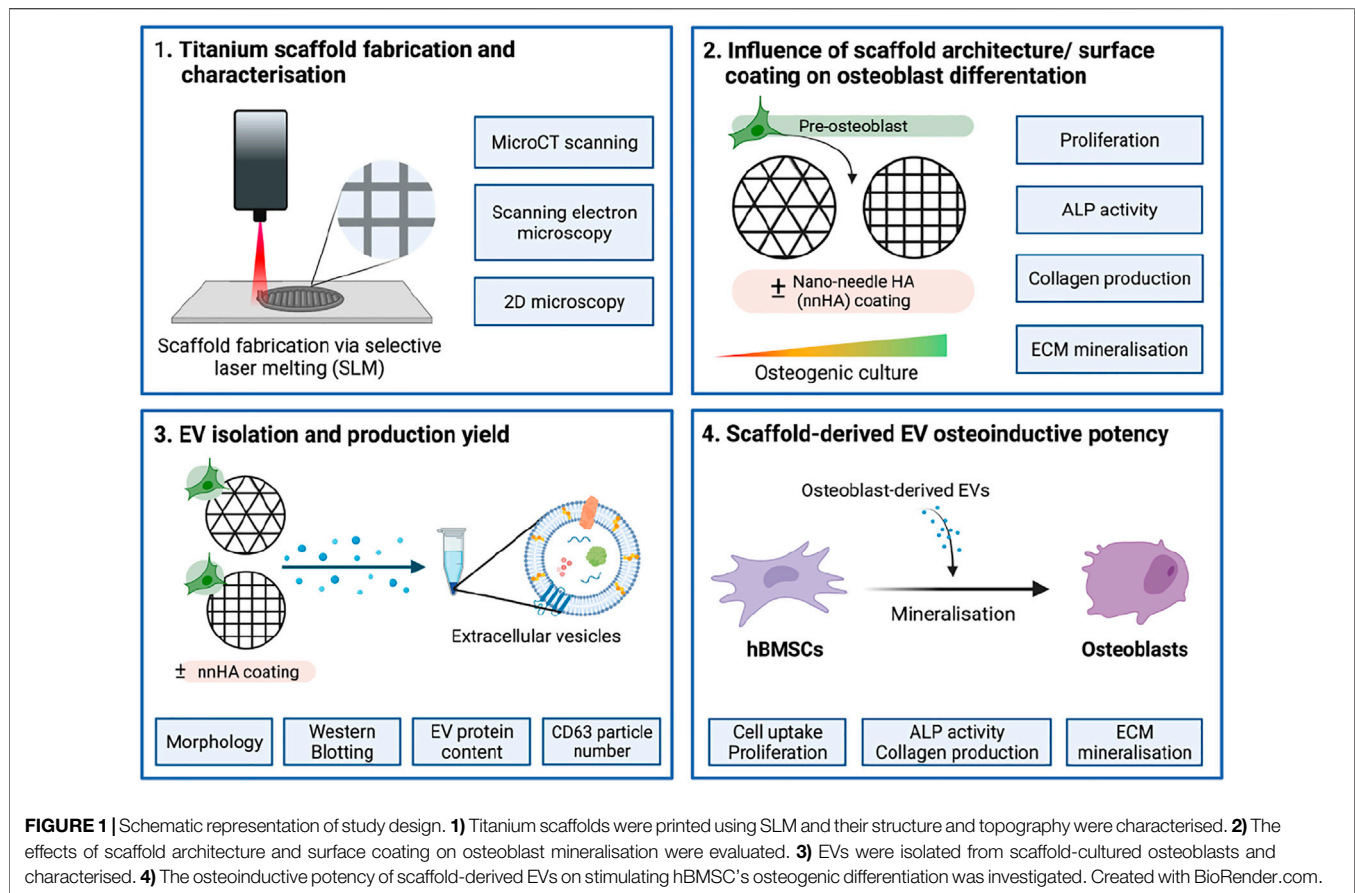 1. Titanium scaffold fabrication and
characterisation
MicroCT scanning
Scanning electron
microscopy
2D microscopy
Scaffold fabrication via selective
laser melting (SLM)
2. Influence of scaffold architecture/ surface
coating on osteoblast differentation
Pre-osteoblast
± Nano-needle HA
(nnHA) coating
Osteogenic culture
Proliferation
ALP activity
Collagen production
ECM mineralisation
3. EV isolation and production yield
Extracellular vesicles
± nnHA coating
Morphology
Western
Blotting
EV protein
content
CD63 particle
number
4. Scaffold-derived EV osteoinductive potency
Osteoblast-derived EVs
Mineralisation
hBMSCs
Osteoblasts
Cell uptake
Proliferation
ALP activity
Collagen production
ECM
mineralisation
FIGURE 1 | Schematic representation of study design. 1) Titanium scaffolds were printed using SLM and their structure and topography were characterised. 2) The
effects of scaffold architecture and surface coating on osteoblast mineralisation were evaluated. 3) EVs were isolated from scaffold-cultured osteoblasts and
characterised. 4) The osteoinductive potency of scaffold-derived EVs on stimulating hBMSC's osteogenic differentiation was investigated. Created with BioRender.com.